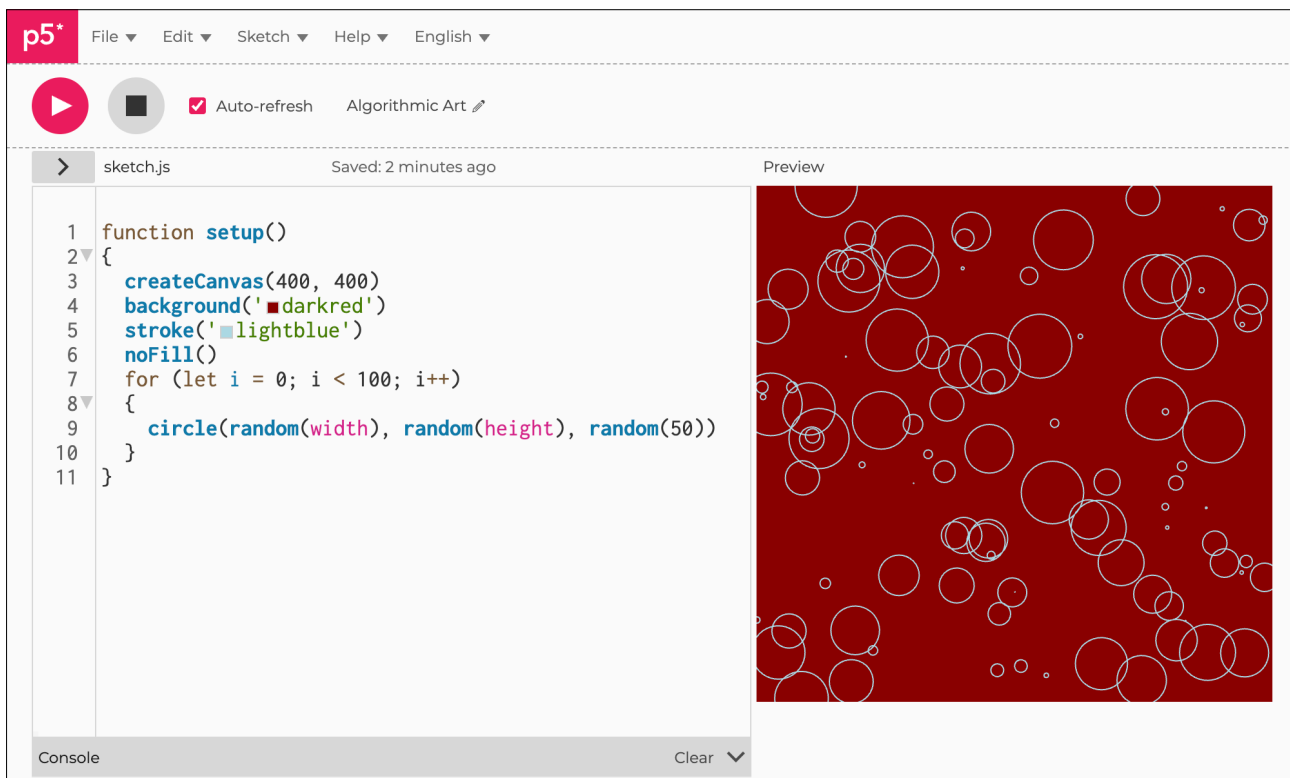 p5* File Edit Sketch Help English
Auto-refresh Algorithmic Art
sketch.js Saved: 2 minutes ago Preview
1 function setup()
2 {
3 createCanvas(400, 400)
4 background('darkred')
5 stroke('lightblue')
6 noFill()
7 for (let i = 0; i < 100; i++)
8 {
9 circle(random(width), random(height), random(50))
10 }
11 }
Console Clear